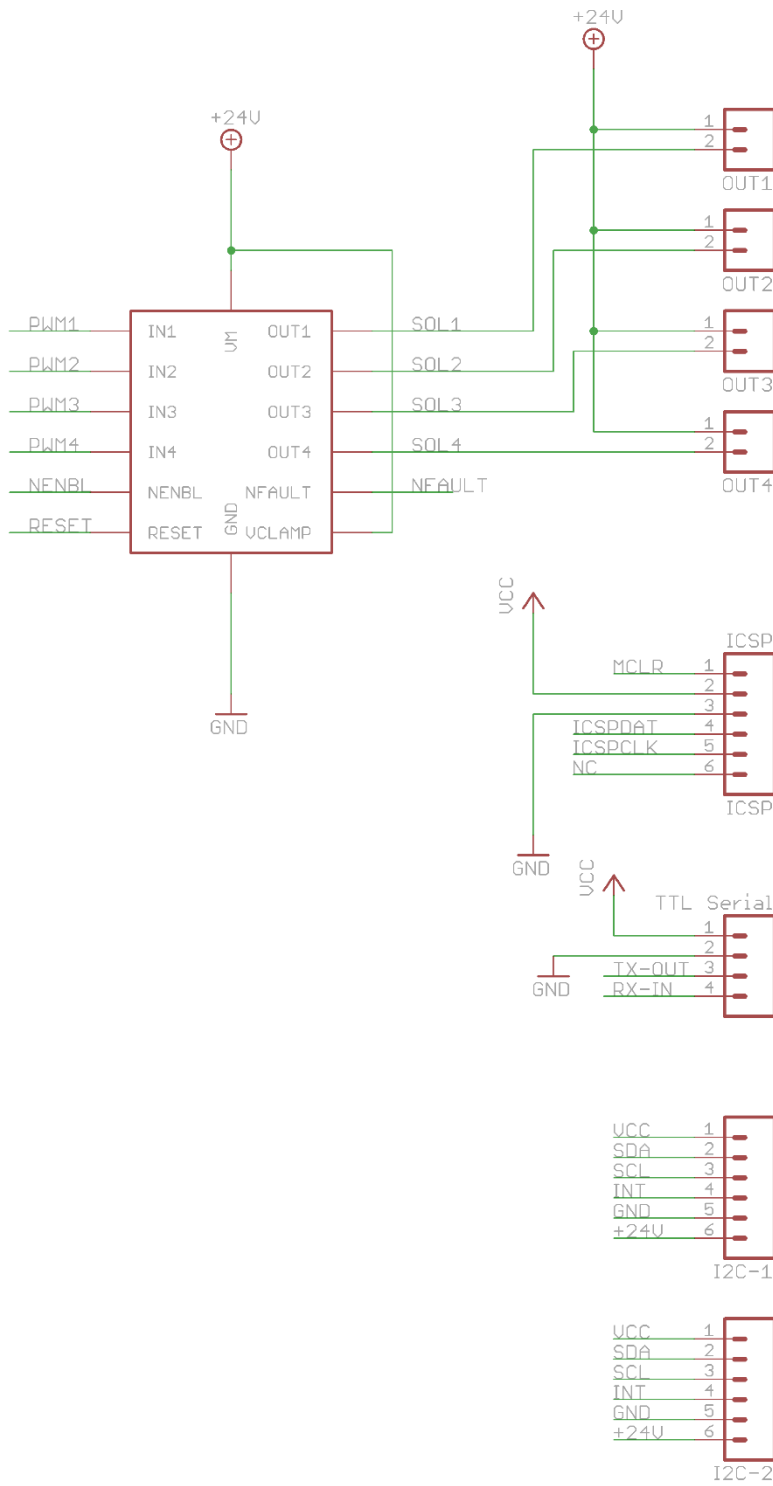 +24V
+24V
1
2
OUT1
1
2
OUT2
1
2
OUT3
1
2
OUT4
PWM1 IN1 VM OUT1 SOL1
PWM2 IN2 OUT2 SOL2
PWM3 IN3 OUT3 SOL3
PWM4 IN4 OUT4 SOL4
NENBL NENBL NFAULT NFAULT
RESET RESET GND VCLAMP
GND
VCC
ICSP
MCLR 1
2
3
ICSPDAT 4
ICSPCLK 5
NC 6
ICSP
GND
VCC
TTL Serial
1
2
GND
TX-OUT 3
RX-IN 4
VCC 1
SDA 2
SCL 3
INT 4
GND 5
+24V 6
I2C-1
VCC 1
SDA 2
SCL 3
INT 4
GND 5
+24V 6
I2C-2